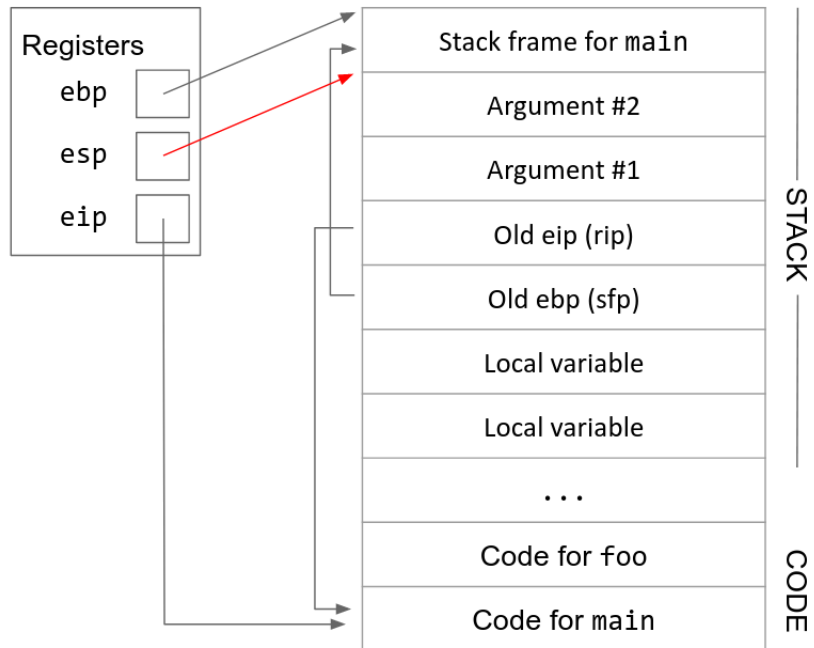 Registers
ebp
esp
eip
Stack frame for main
Argument #2
Argument #1
Old eip (rip)
Old ebp (sfp)
Local variable
Local variable
...
Code for foo
Code for main
STACK
CODE